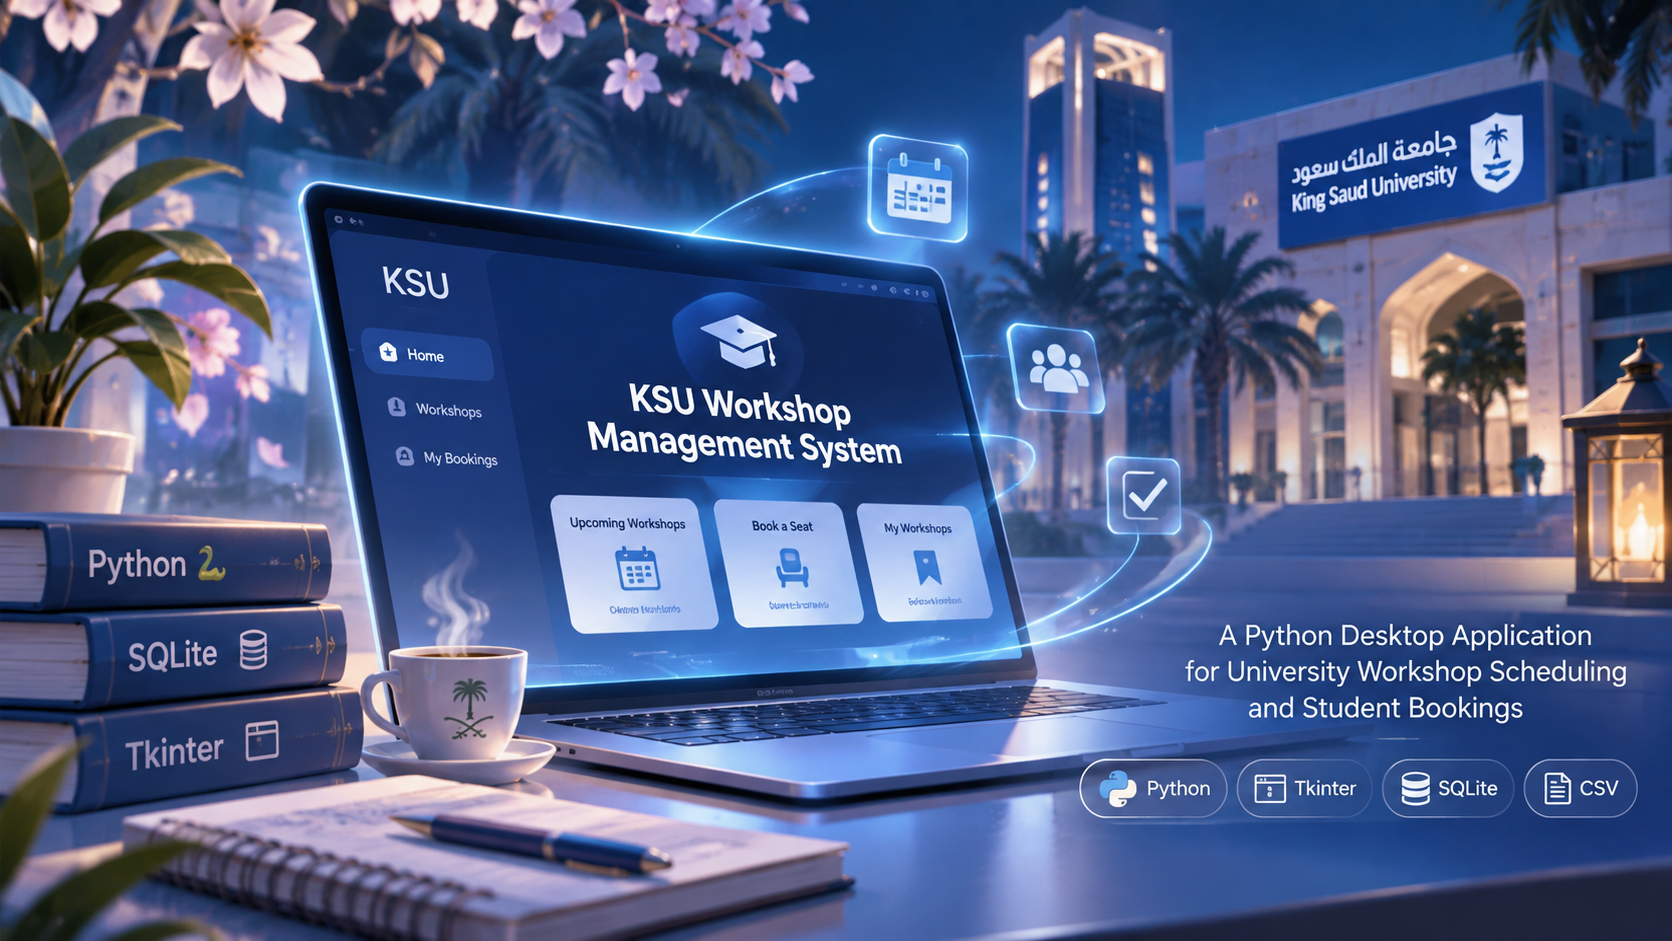 جامعة الملك سعود
King Saud University
KSU
Home
Workshops
My Bookings
KSU Workshop
Management System
Upcoming Workshops
Book a Seat
My Workshops
Python
SQLite
Tkinter
A Python Desktop Application
for University Workshop Scheduling
and Student Bookings
Python
Tkinter
SQLite
CSV